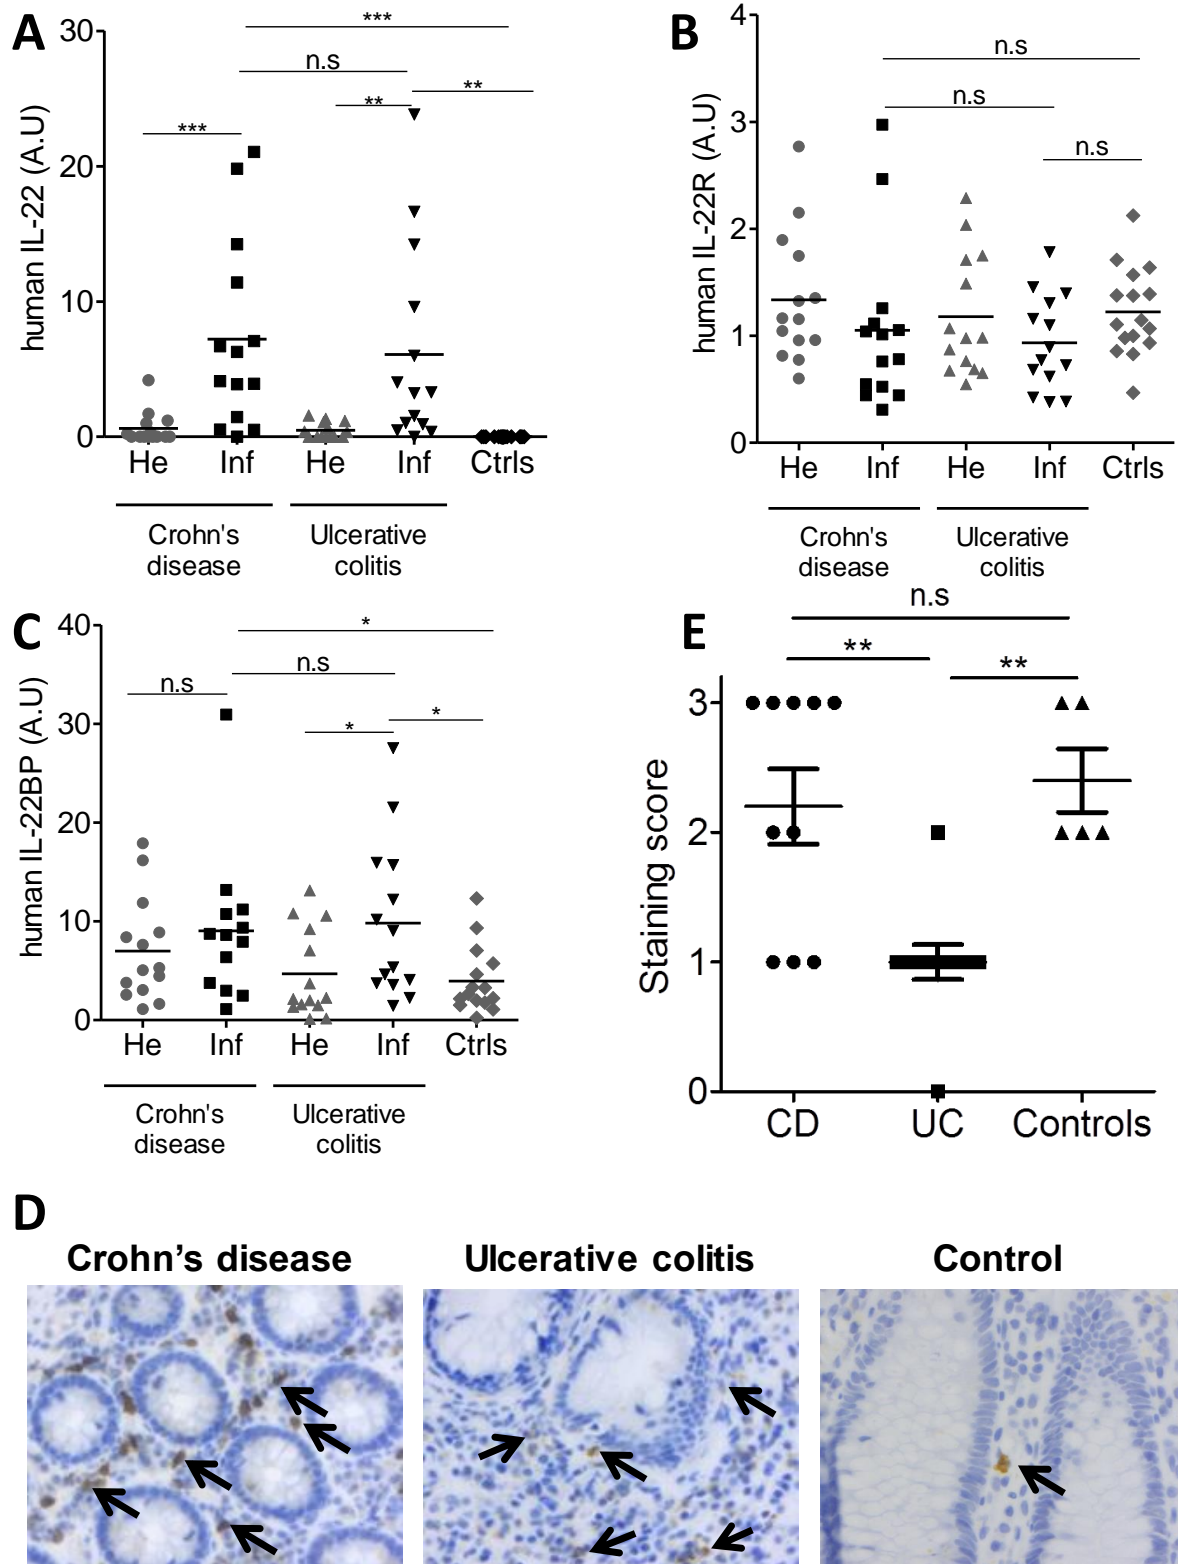 A
human IL-22 (A.U)
30
20
10
0
***
n.s
**
**
***
He
Inf
He
Inf
Ctrls
Crohn's
disease
Ulcerative
colitis
B
human IL-22R (A.U)
4
3
2
1
0
n.s
n.s
n.s
He
Inf
He
Inf
Ctrls
Crohn's
disease
Ulcerative
colitis
C
human IL-22BP (A.U)
40
30
20
10
0
*
n.s
n.s
*
*
He
Inf
He
Inf
Ctrls
Crohn's
disease
Ulcerative
colitis
E
Staining score
3
2
1
0
n.s
**
**
CD
UC
Controls
D
Crohn’s disease
Ulcerative colitis
Control